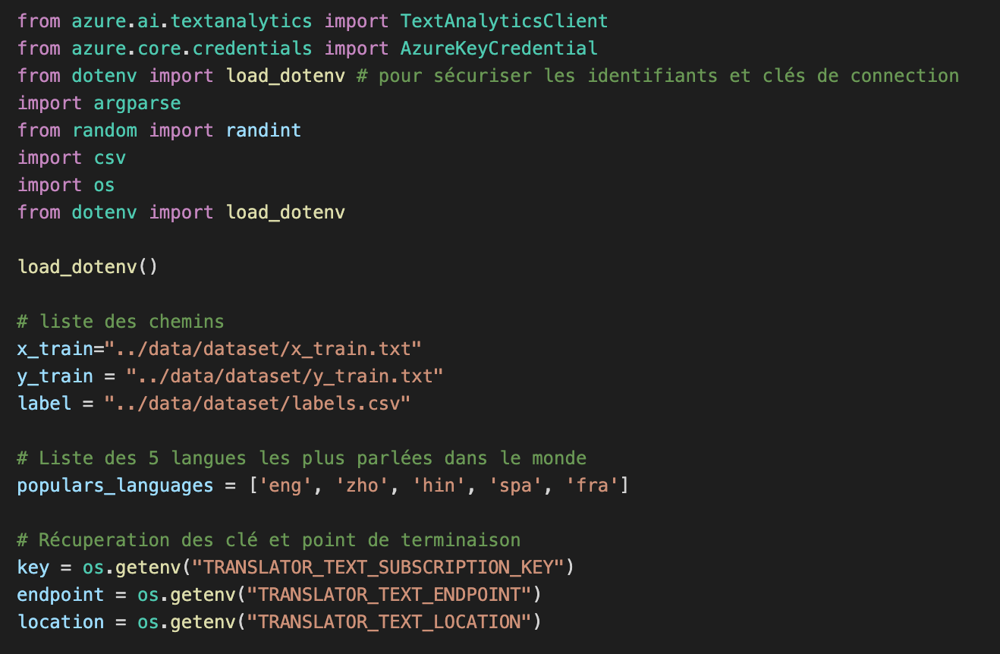 from azure.ai.textanalytics import TextAnalyticsClient
from azure.core.credentials import AzureKeyCredential
from dotenv import load_dotenv # pour sécuriser les identifiants et clés de connection
import argparse
from random import randint
import csv
import os
from dotenv import load_dotenv
load_dotenv()
# liste des chemins
x_train="../data/dataset/x_train.txt"
y_train = "../data/dataset/y_train.txt"
label = "../data/dataset/labels.csv"
# Liste des 5 langues les plus parlées dans le monde
populars_languages = ['eng', 'zho', 'hin', 'spa', 'fra']
# Récuperation des clé et point de terminaison
key = os.getenv("TRANSLATOR_TEXT_SUBSCRIPTION_KEY")
endpoint = os.getenv("TRANSLATOR_TEXT_ENDPOINT")
location = os.getenv("TRANSLATOR_TEXT_LOCATION")